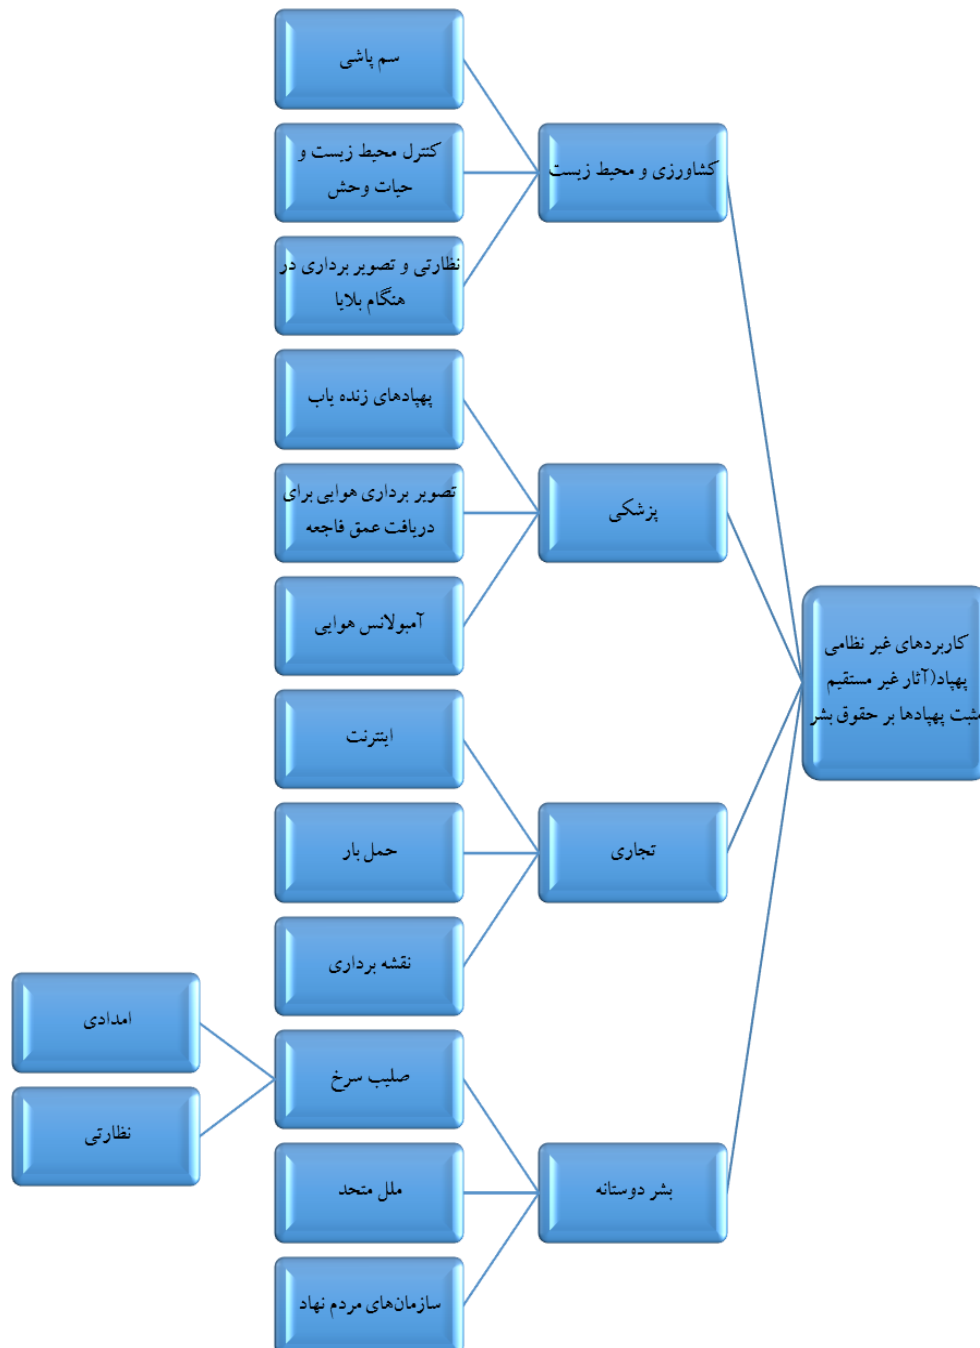 کاربردهای غیر نظامی
پهپاد(آثار غیر مستقیم
مثبت پهپادها بر حقوق بشر
کشاورزی و محیط زیست
سم پاشی
کنترل محیط زیست و
حیات وحش
نظارتی و تصویر برداری در
هنگام بلایا
پزشکی
پهپادهای زنده یاب
تصویر برداری هوایی برای
دریافت عمق فاجعه
آمبولانس هوایی
تجاری
اینترنت
حمل بار
نقشه برداری
بشر دوستانه
صلیب سرخ
امدادی
نظارتی
ملل متحد
سازمان‌های مردم نهاد